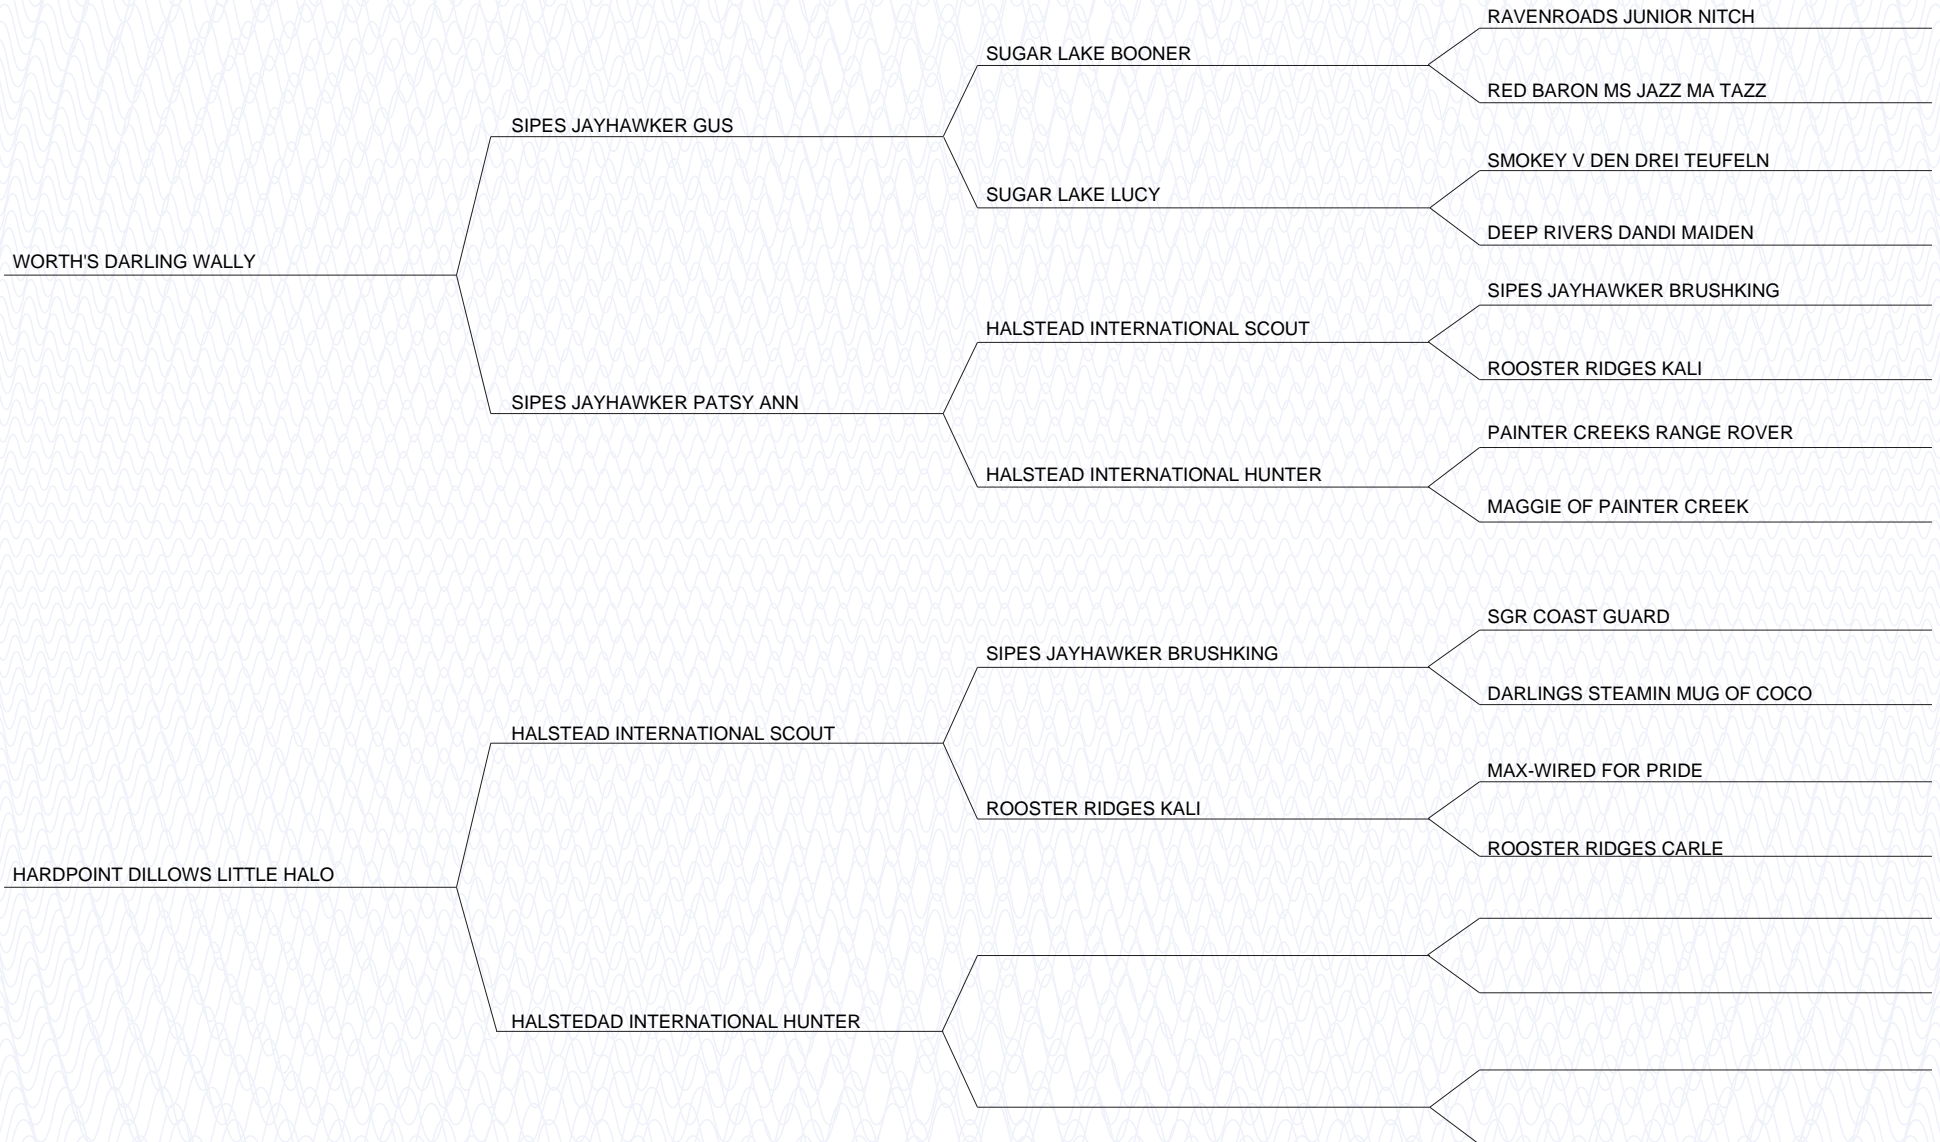 RAVENROADS JUNIOR NITCH
SUGAR LAKE BOONER
RED BARON MS JAZZ MA TAZZ
SIPES JAYHAWKER GUS
SMOKEY V DEN DREI TEUFELN
SUGAR LAKE LUCY
DEEP RIVERS DANDI MAIDEN
WORTH'S DARLING WALLY
SIPES JAYHAWKER BRUSHKING
HALSTEAD INTERNATIONAL SCOUT
ROOSTER RIDGES KALI
SIPES JAYHAWKER PATSY ANN
PAINTER CREEKS RANGE ROVER
HALSTEAD INTERNATIONAL HUNTER
MAGGIE OF PAINTER CREEK
SGR COAST GUARD
SIPES JAYHAWKER BRUSHKING
DARLINGS STEAMIN MUG OF COCO
HALSTEAD INTERNATIONAL SCOUT
MAX-WIRED FOR PRIDE
ROOSTER RIDGES KALI
ROOSTER RIDGES CARLE
HARDPOINT DILLOWS LITTLE HALO
HALSTEDAD INTERNATIONAL HUNTER